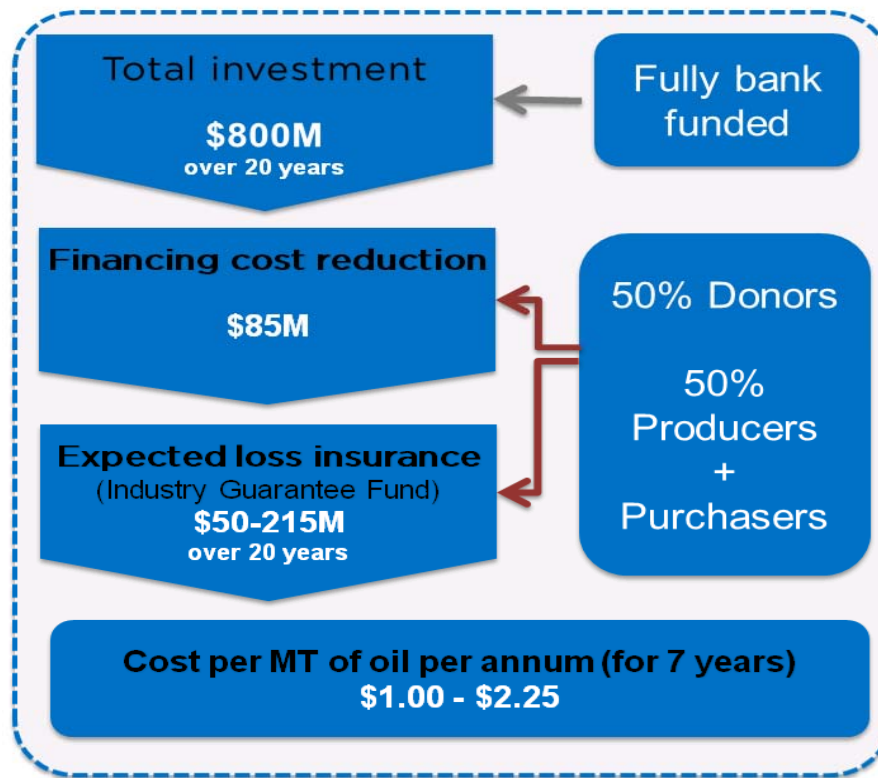 Total investment
$800M
over 20 years
Fully bank
funded
Financing cost reduction
$85M
50% Donors
50%
Producers
+
Purchasers
Expected loss insurance
(Industry Guarantee Fund)
$50-215M
over 20 years
Cost per MT of oil per annum (for 7 years)
$1.00 - $2.25